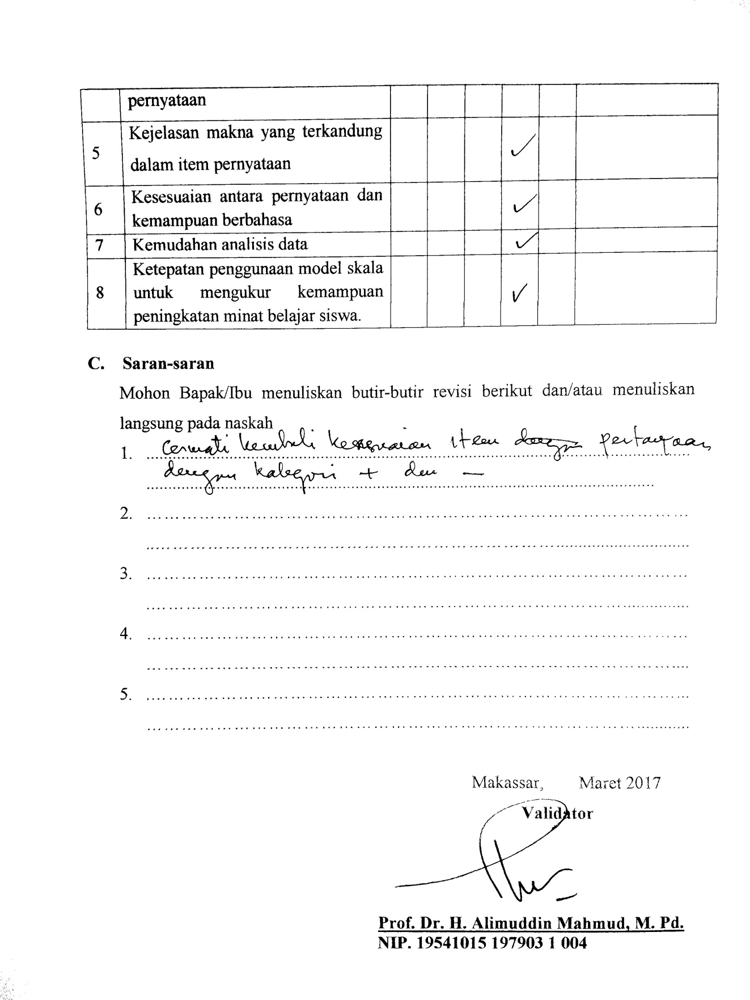 pernyataan
5 Kejelasan makna yang terkandung
dalam item pernyataan ✓
6 Kesesuaian antara pernyataan dan
kemampuan berbahasa ✓
7 Kemudahan analisis data ✓
8 Ketepatan penggunaan model skala
untuk mengukur kemampuan
peningkatan minat belajar siswa. ✓
C. Saran-saran
Mohon Bapak/Ibu menuliskan butir-butir revisi berikut dan/atau menuliskan
langsung pada naskah
1. Cermati kembali kesesuaian item pertanyaan
dengan kategori + dan −
2.
3.
4.
5.
Makassar, Maret 2017
Validator
Prof. Dr. H. Alimuddin Mahmud, M. Pd.
NIP. 19541015 197903 1 004